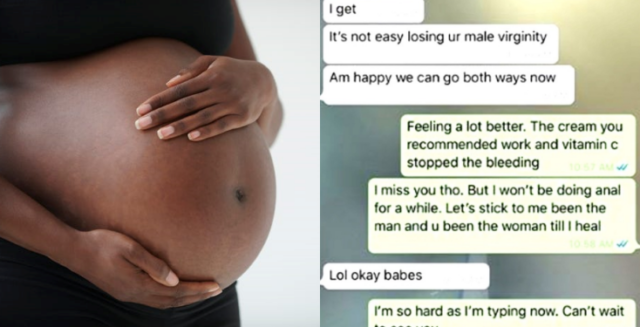 I get
It's not easy losing ur male virginity
Am happy we can go both ways now
Feeling a lot better. The cream you
recommended work and vitamin c
stopped the bleeding
10:57 AM
I miss you tho. But I won't be doing anal
for a while. Let's stick to me been the
man and u been the woman till I heal
10:58 AM
Lol okay babes
I'm so hard as I'm typing now. Can't wait